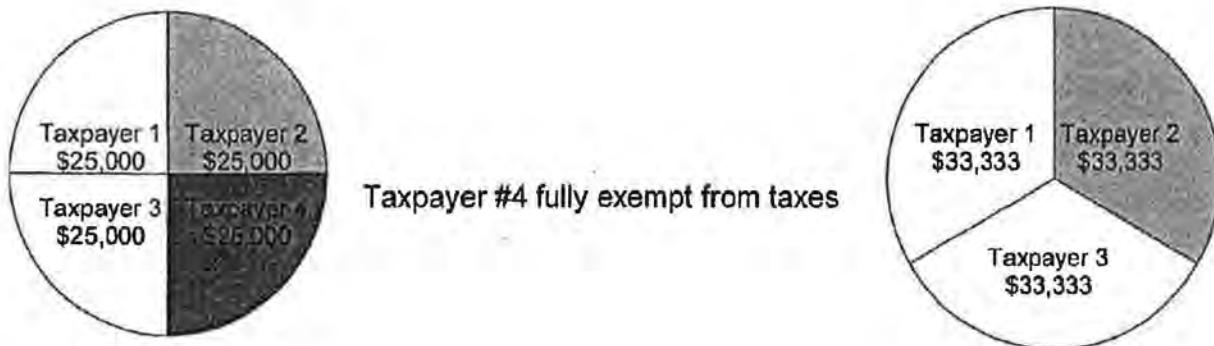 Taxpayer 1
$25,000
Taxpayer 2
$25,000
Taxpayer 3
$25,000
Taxpayer 4
$25,000
Taxpayer #4 fully exempt from taxes
Taxpayer 1
$33,333
Taxpayer 2
$33,333
Taxpayer 3
$33,333